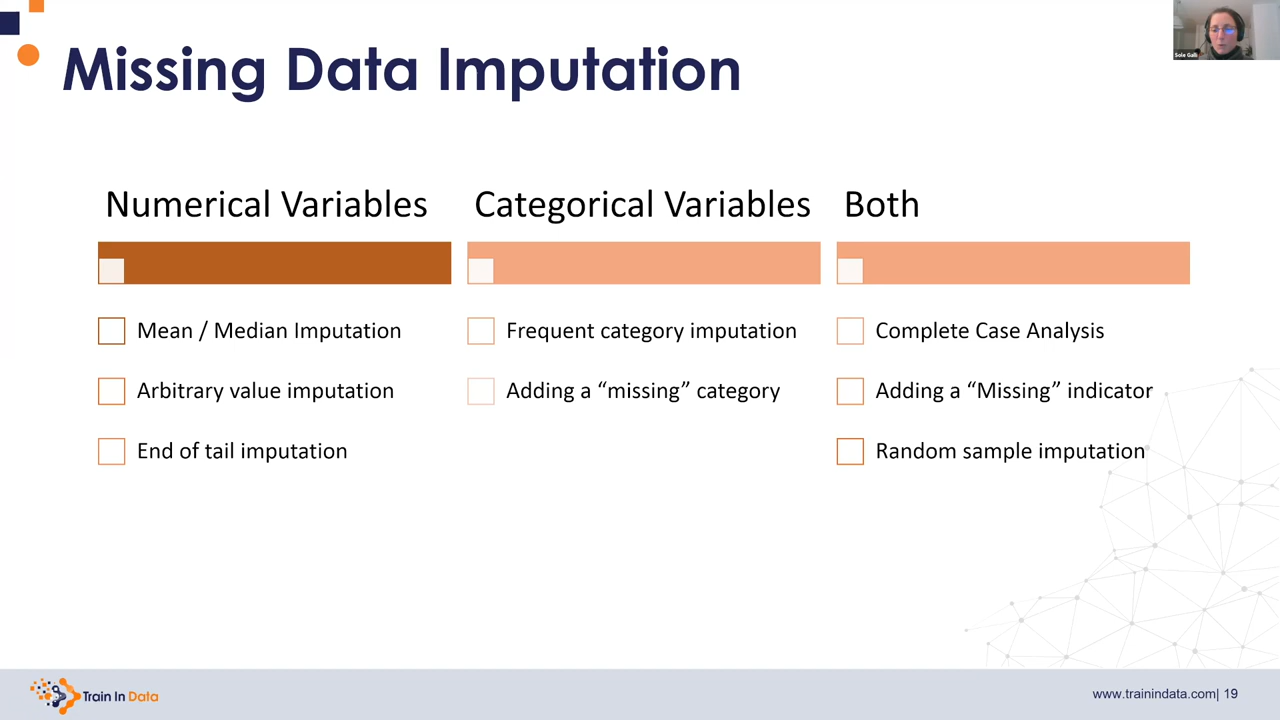 Sole Galli
Missing Data Imputation
Numerical Variables
Mean / Median Imputation
Arbitrary value imputation
End of tail imputation
Categorical Variables
Frequent category imputation
Adding a “missing” category
Both
Complete Case Analysis
Adding a “Missing” indicator
Random sample imputation
Train In Data
www.trainindata.com| 19